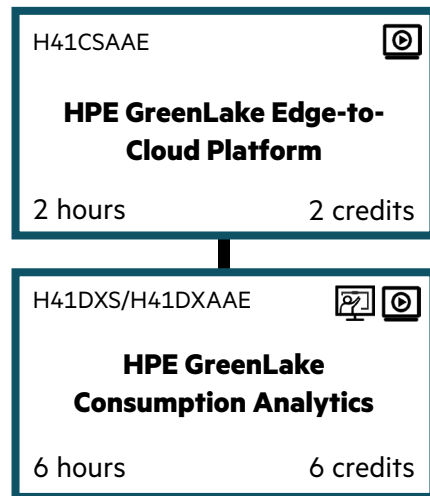 H41CSAAE
HPE GreenLake Edge-to-
Cloud Platform
2 hours 2 credits
H41DXS/H41DXAAE
HPE GreenLake
Consumption Analytics
6 hours 6 credits